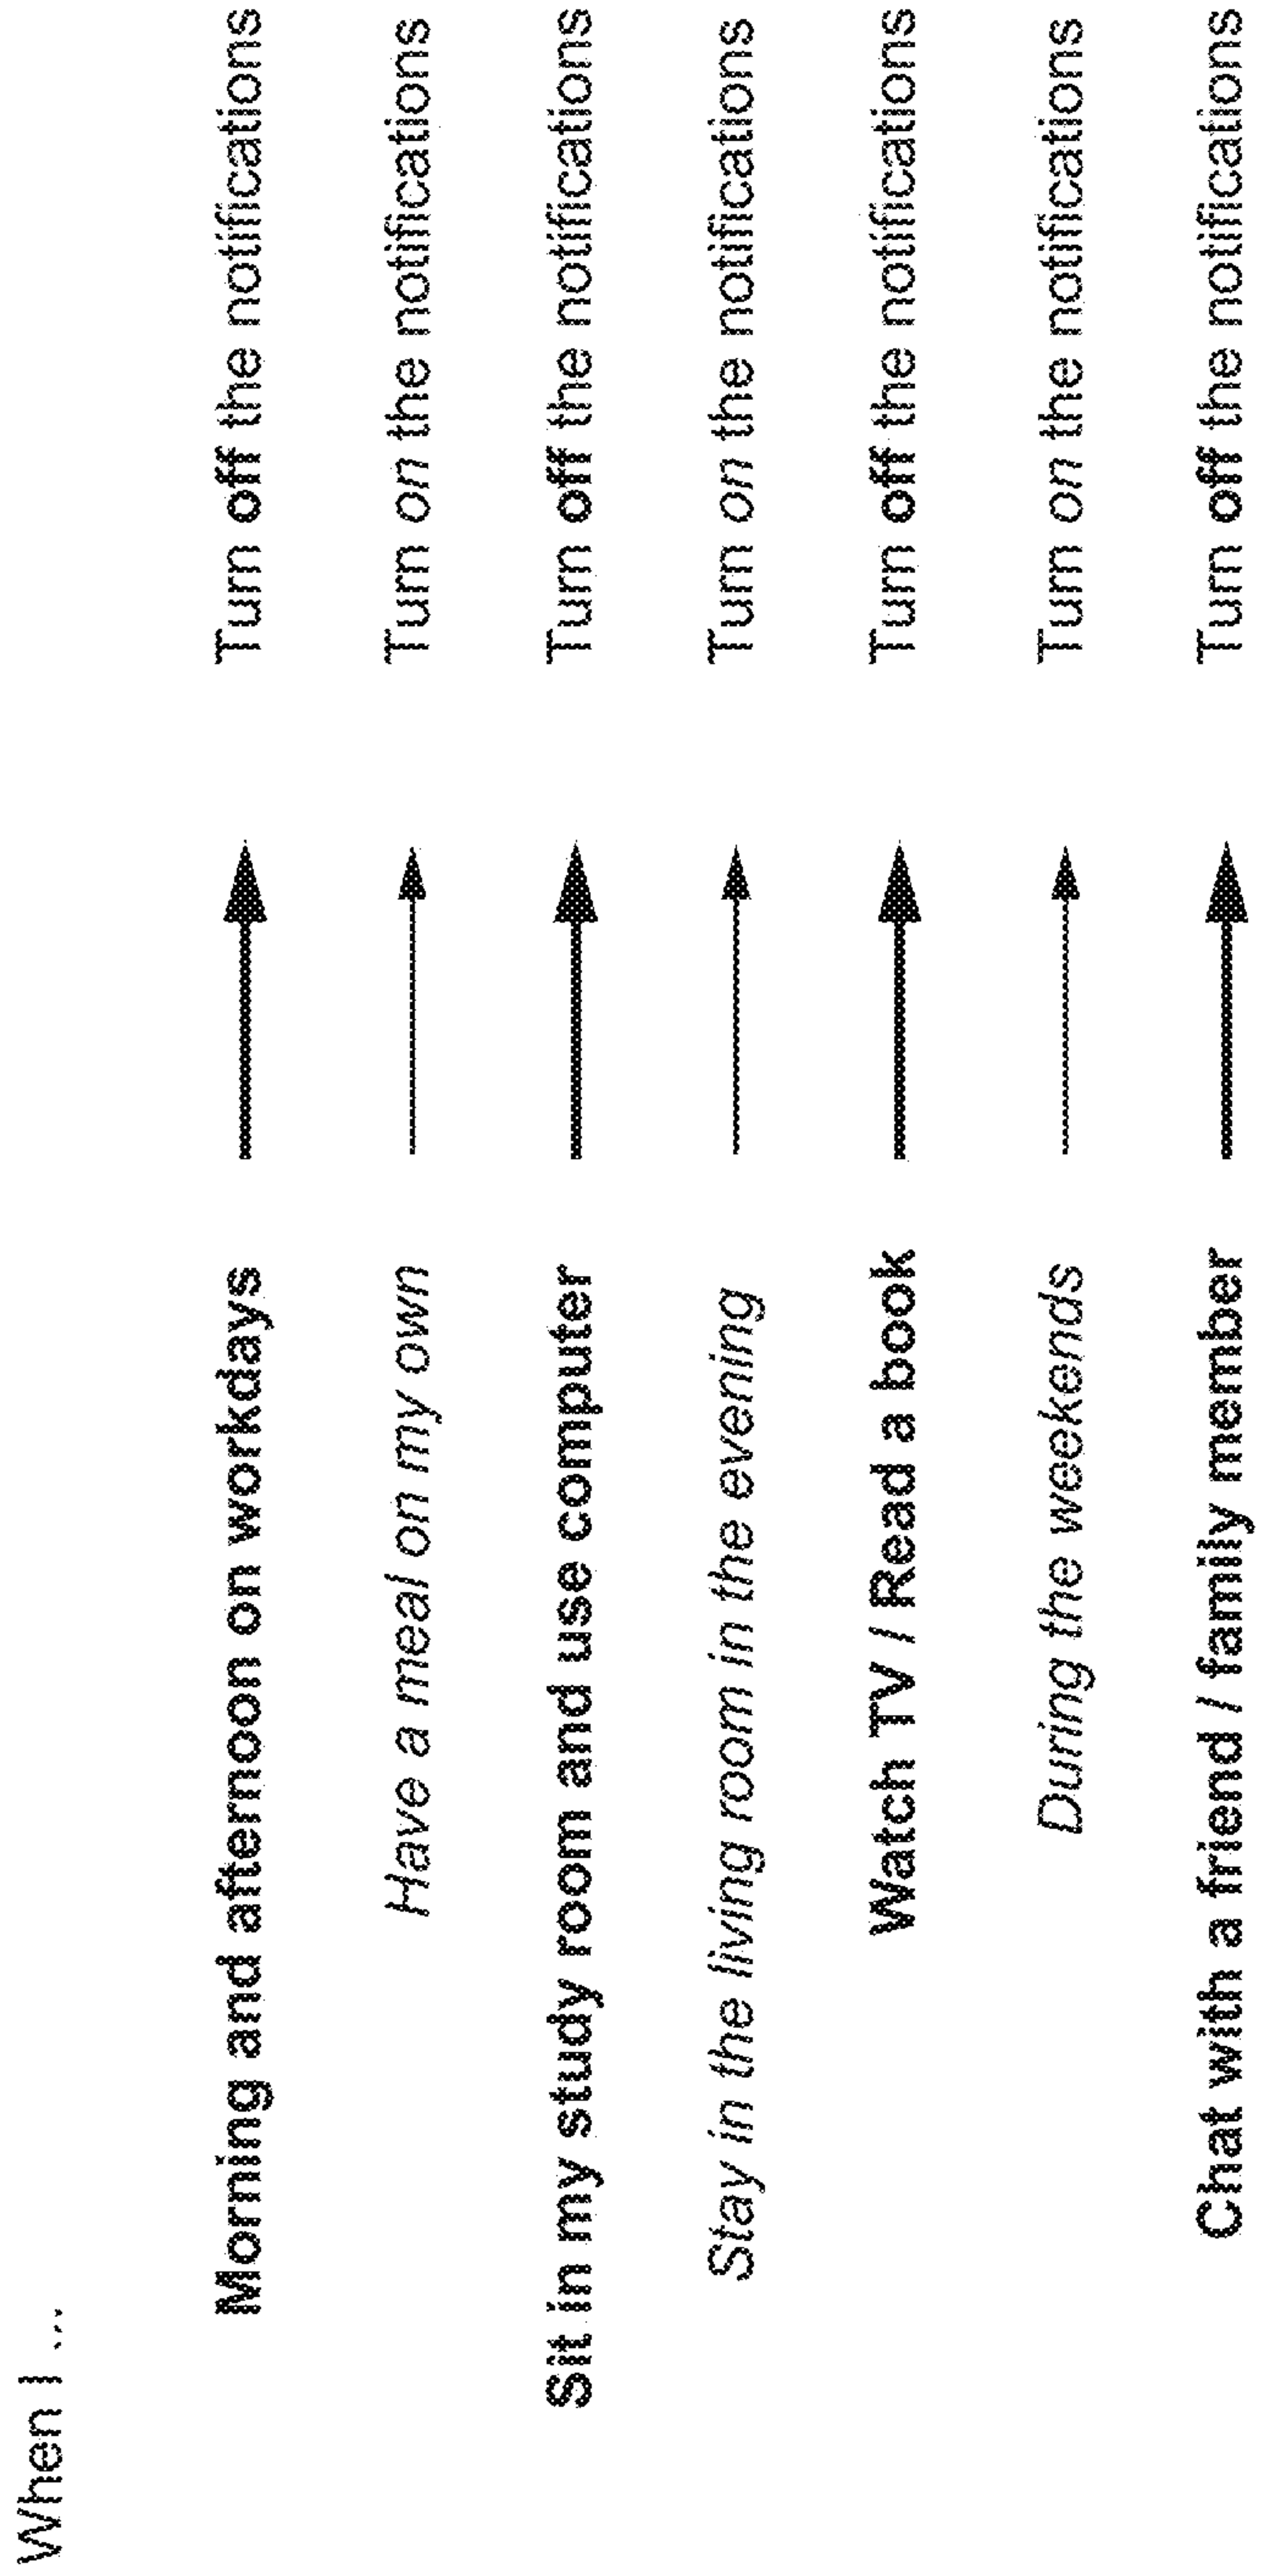 When I ...
Morning and afternoon on workdays Turn off the notifications
Have a meal on my own Turn on the notifications
Sit in my study room and use computer Turn off the notifications
Stay in the living room in the evening Turn on the notifications
Watch TV / Read a book Turn off the notifications
During the weekends Turn on the notifications
Chat with a friend / family member Turn off the notifications